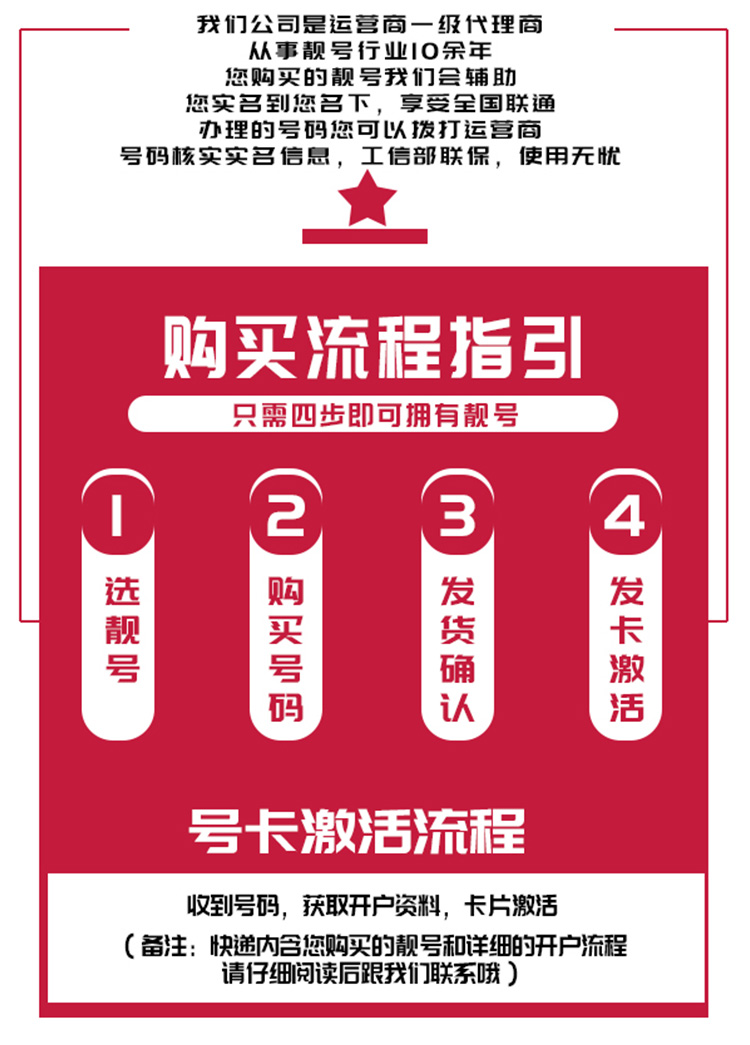 我们公司是运营商一级代理商
从事靓号行业10余年
您购买的靓号我们会辅助
您实名到您名下，享受全国联通
办理的号码您可以拨打运营商
号码核实实名信息，工信部联保，使用无忧
购买流程指引
只需四步即可拥有靓号
1
选靓号
2
购买号码
3
发货确认
4
发卡激活
号卡激活流程
收到号码，获取开户资料，卡片激活
（备注：快递内含您购买的靓号和详细的开户流程
请仔细阅读后跟我们联系哦）